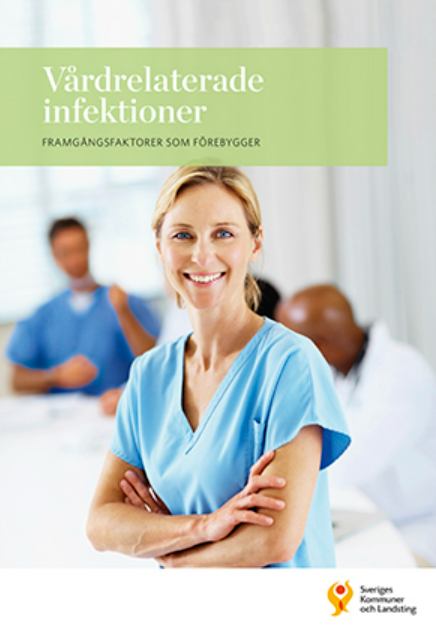 Vårdrelaterade
infektioner
FRAMGÅNGSFAKTORER SOM FÖREBYGGER
Sveriges
Kommuner
och Landsting